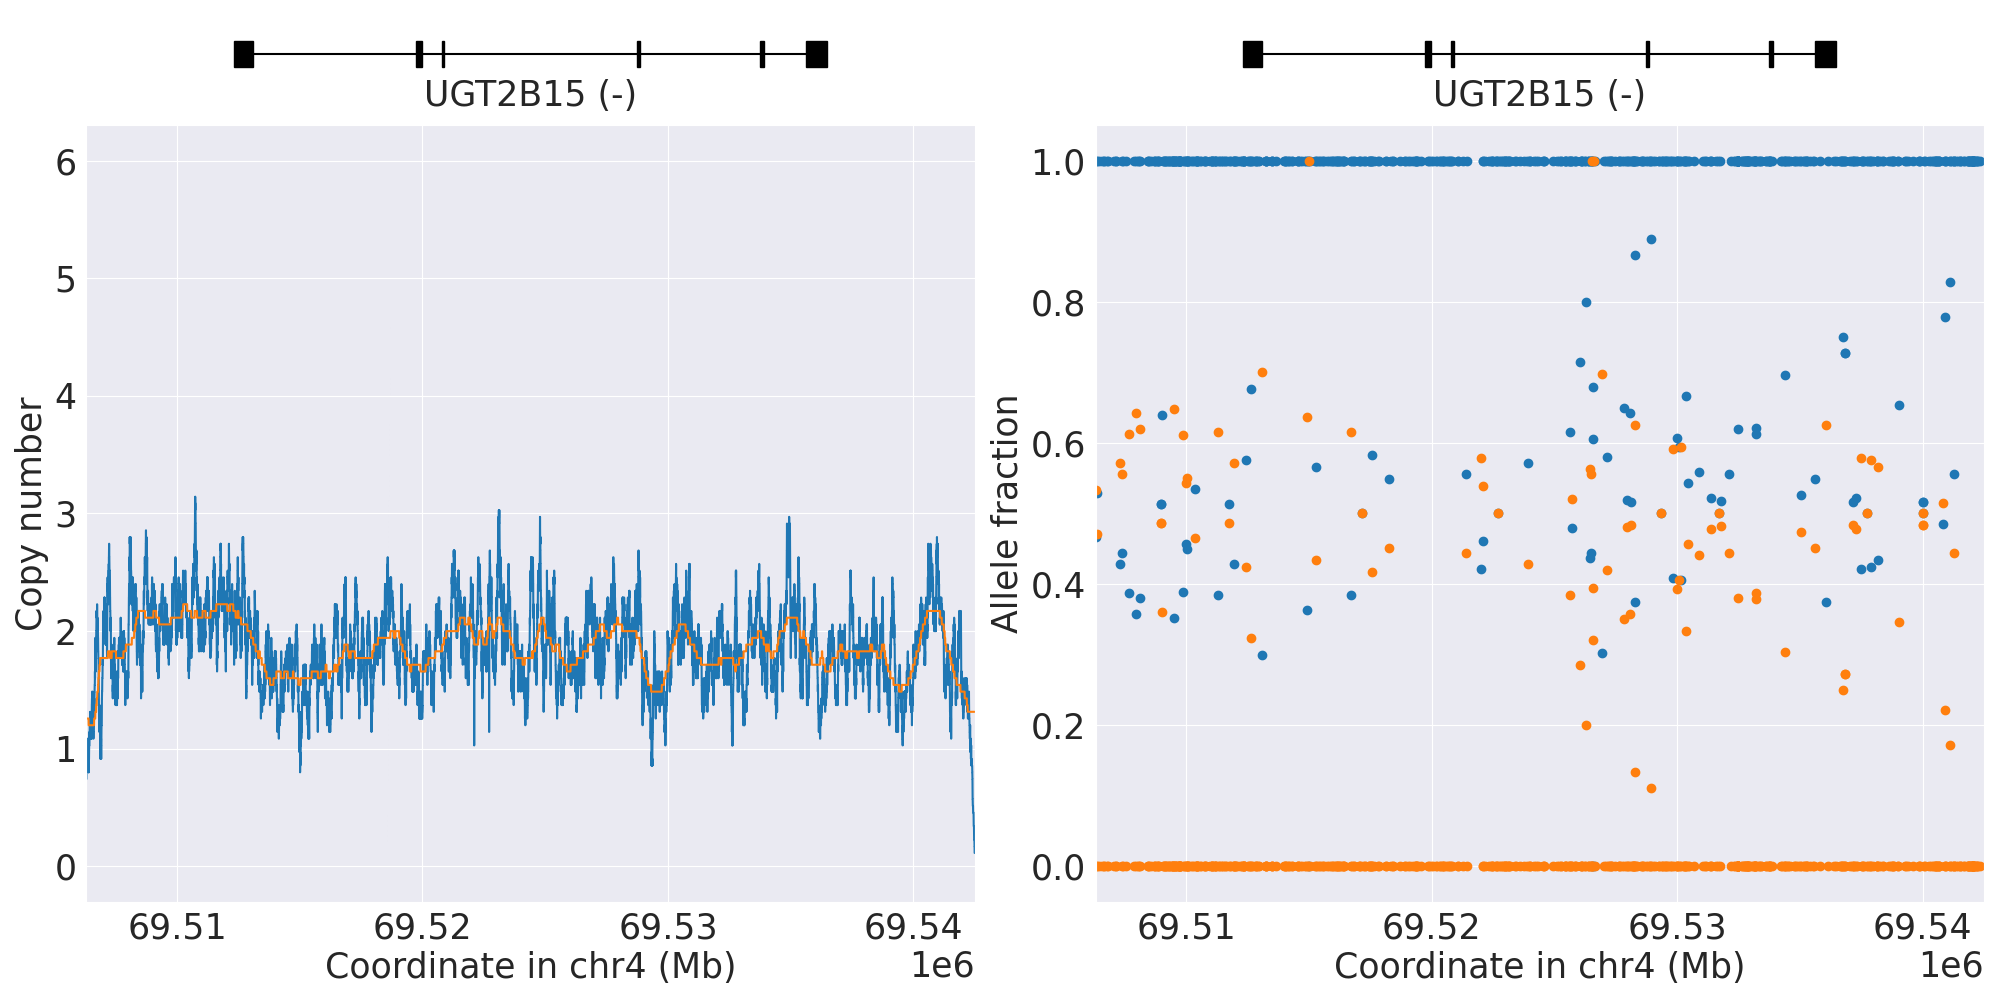 UGT2B15 (-)
6
5
4
3
2
1
0
Copy number
69.51 69.52 69.53 69.54
Coordinate in chr4 (Mb) 1e6
UGT2B15 (-)
1.0
0.8
0.6
0.4
0.2
0.0
Allele fraction
69.51 69.52 69.53 69.54
Coordinate in chr4 (Mb) 1e6